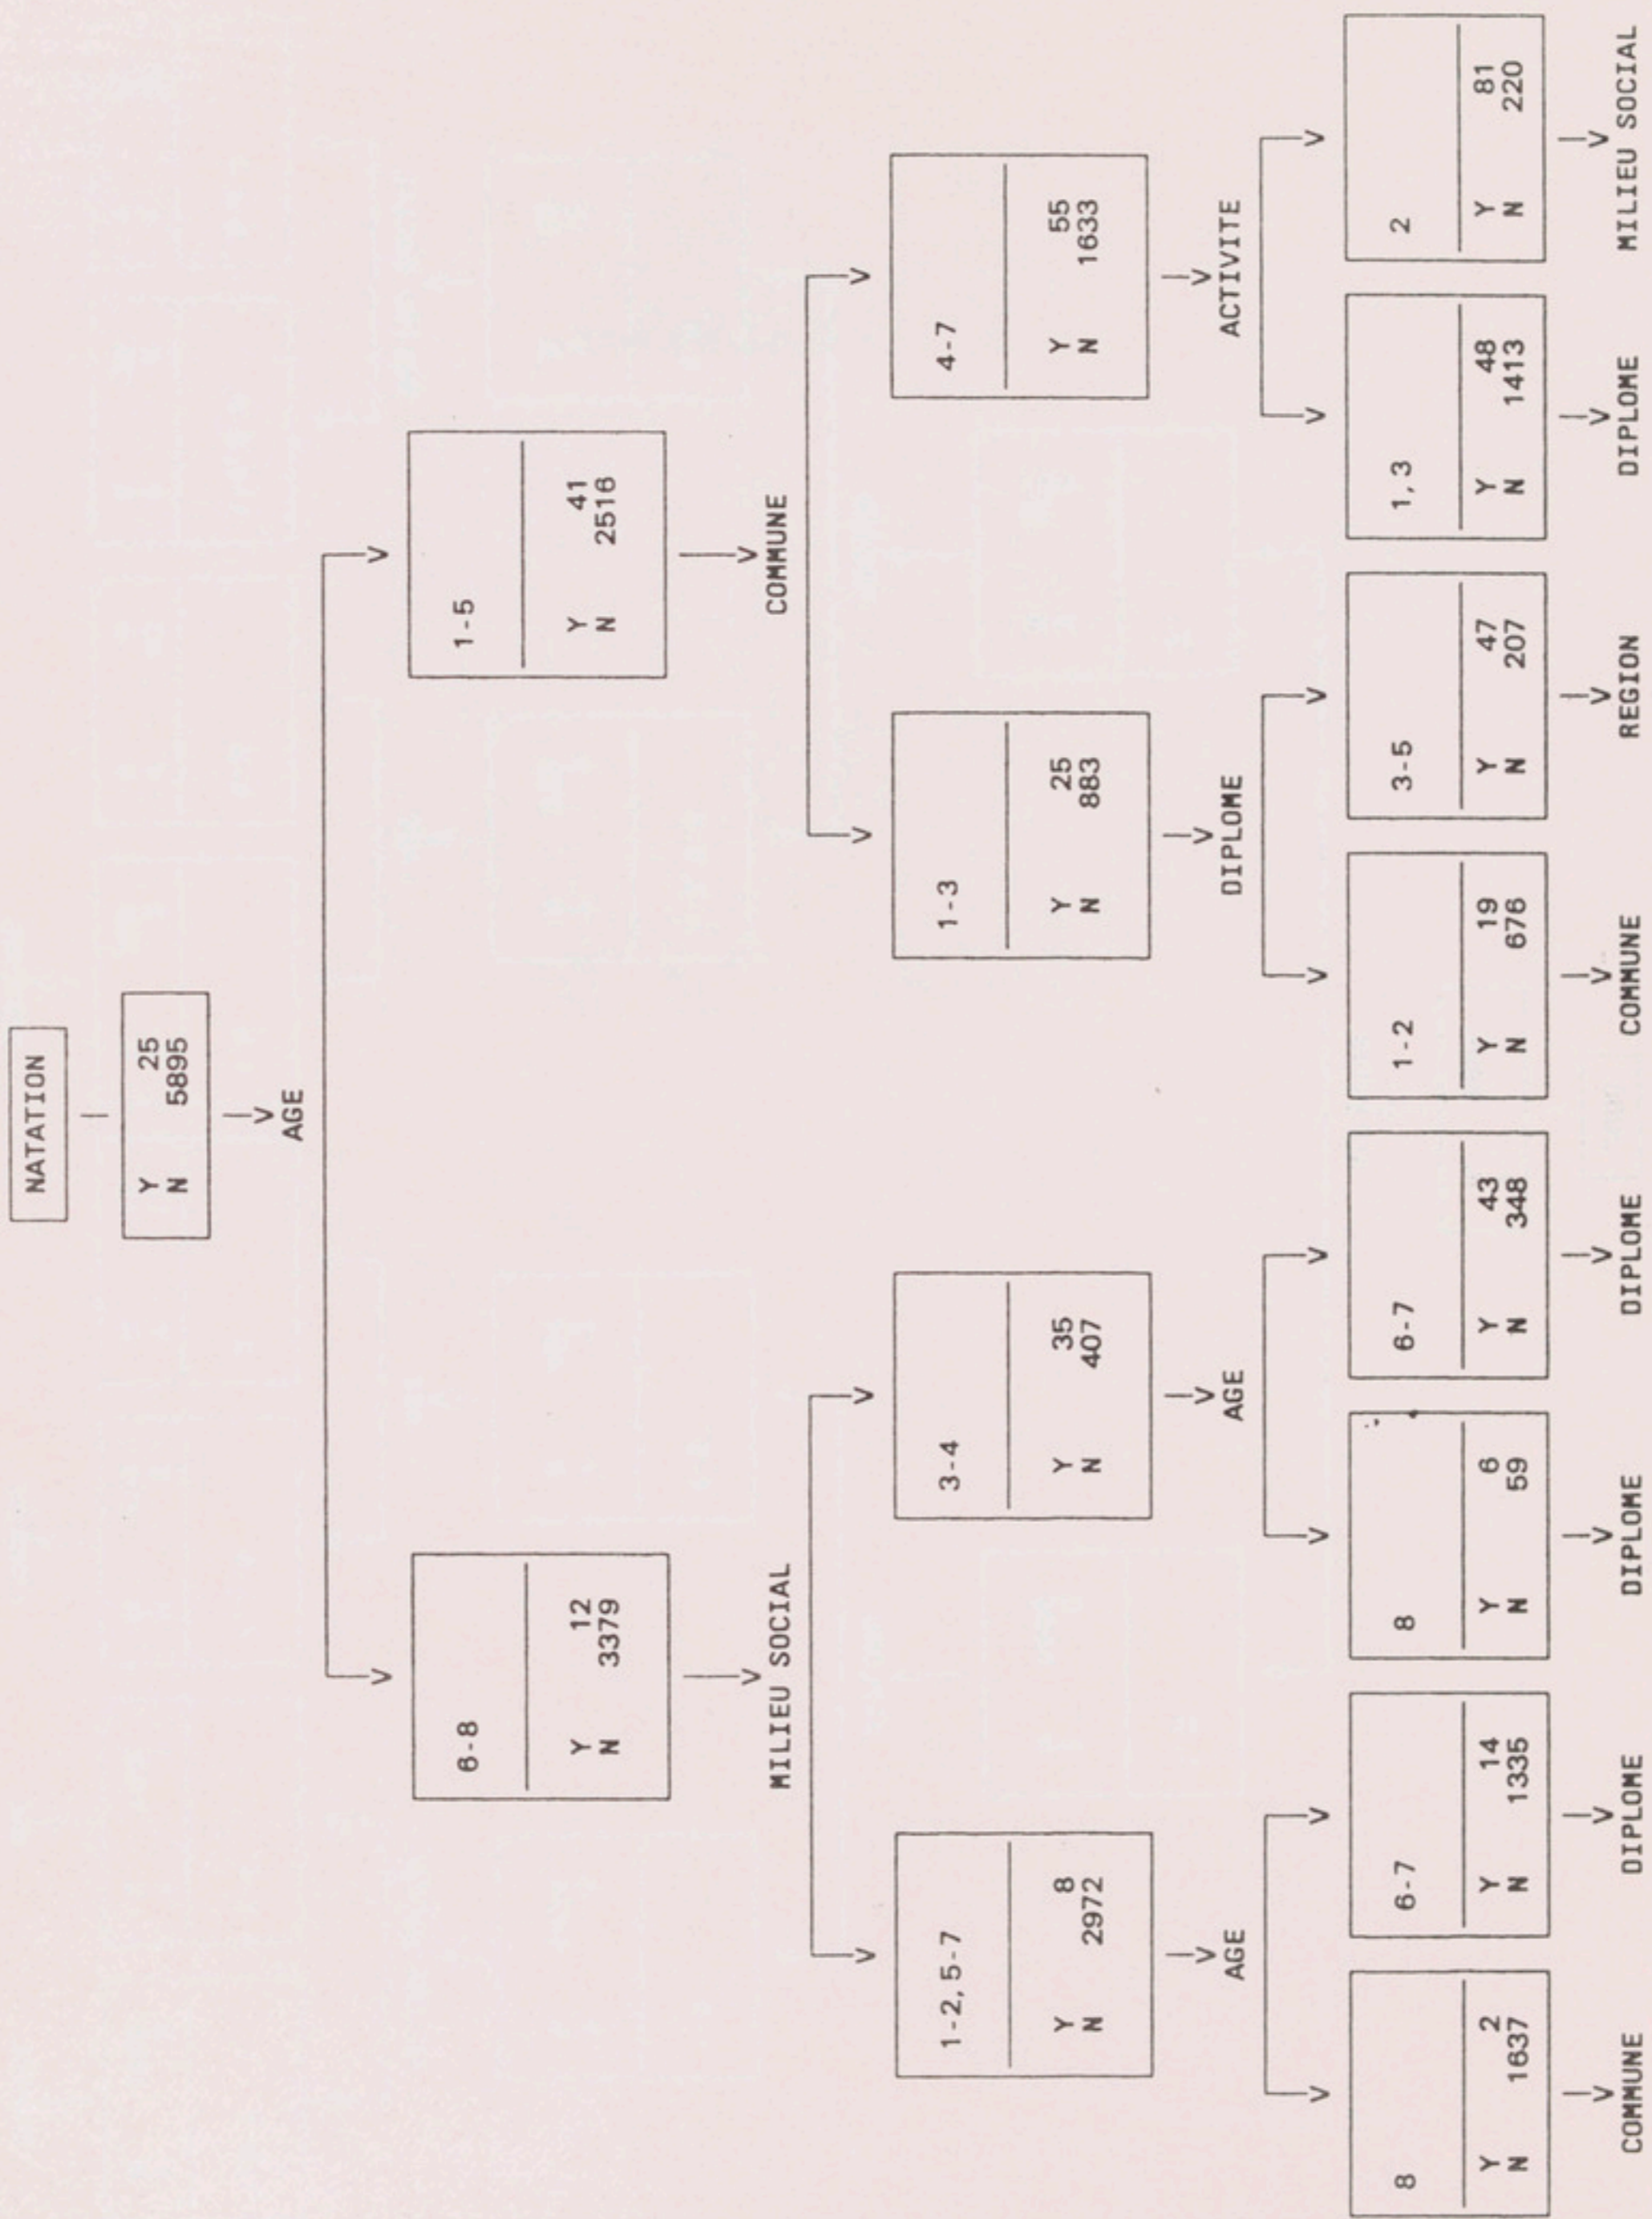 NATATION
Y 25
N 5895
AGE
6-8
Y 12
N 3379
1-5
Y 41
N 2516
MILIEU SOCIAL
COMMUNE
1-2,5-7
Y 8
N 2972
3-4
Y 35
N 407
1-3
Y 25
N 883
4-7
Y 55
N 1633
AGE
AGE
DIPLOME
ACTIVITE
8
Y 2
N 1637
6-7
Y 14
N 1335
8
Y 6
N 59
6-7
Y 43
N 348
1-2
Y 19
N 676
3-5
Y 47
N 207
1,3
Y 48
N 1413
2
Y 81
N 220
COMMUNE
DIPLOME
DIPLOME
DIPLOME
COMMUNE
REGION
DIPLOME
MILIEU SOCIAL